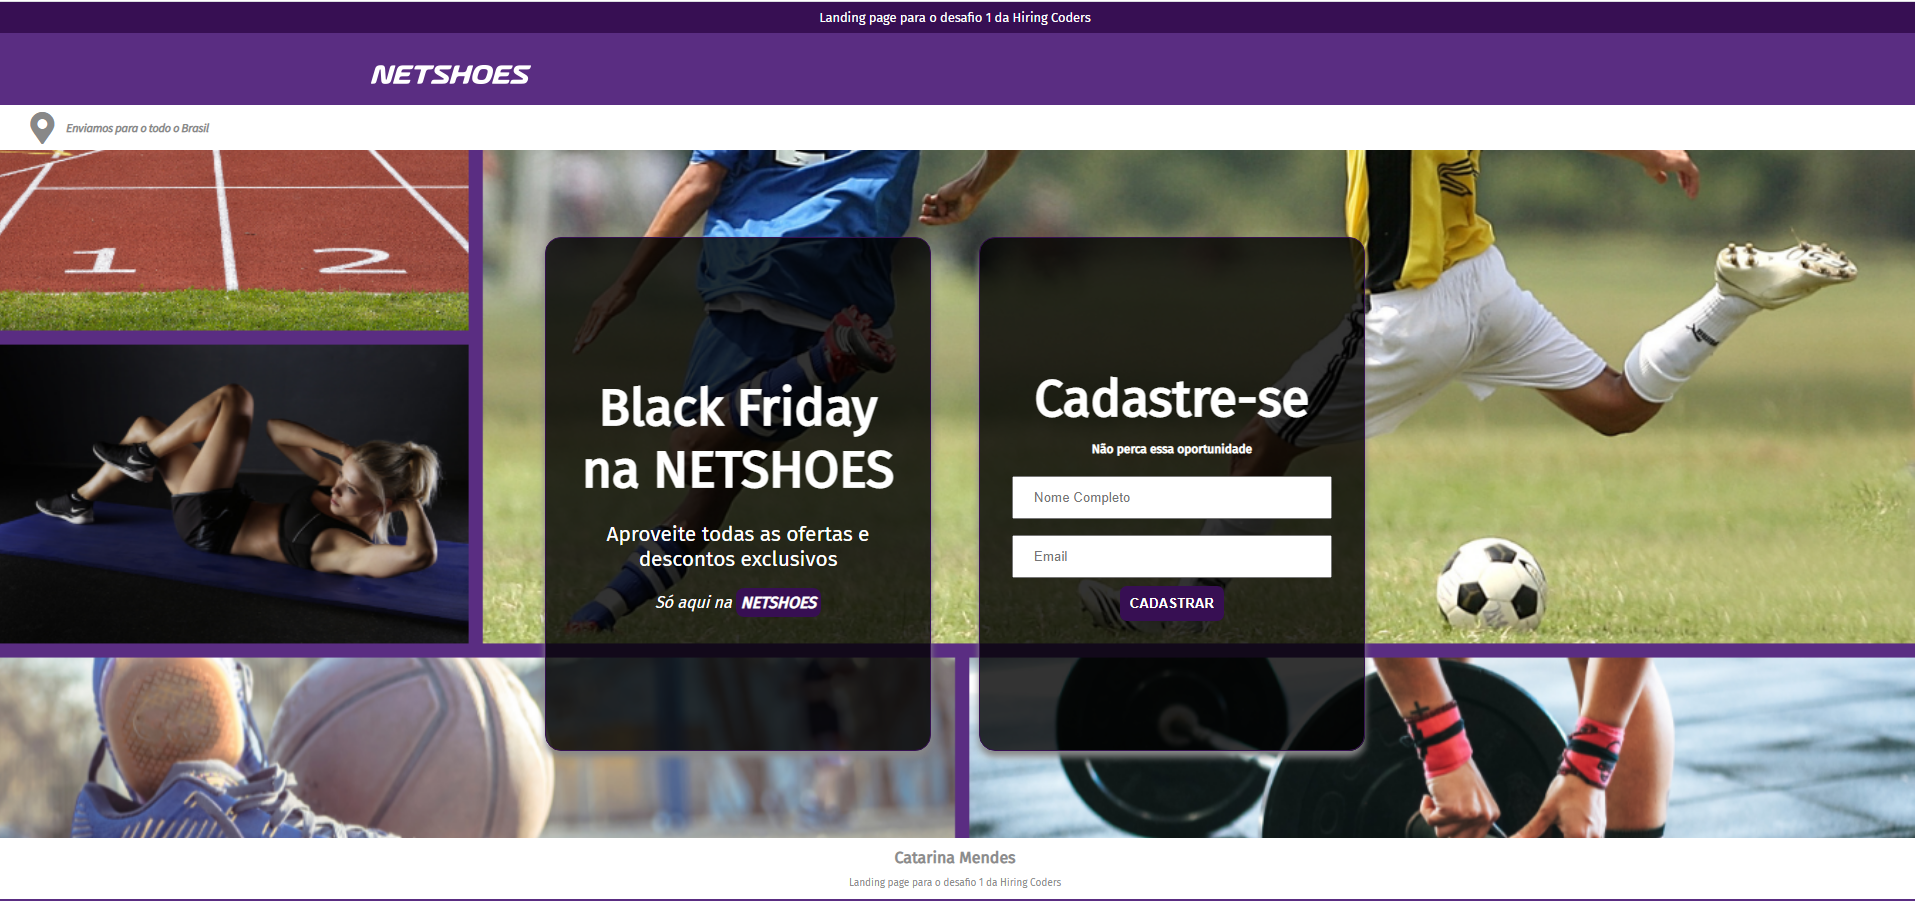 Landing page para o desafio 1 da Hiring Coders
NETSHOES
Enviamos para o todo o Brasil
1 2
Black Friday
na NETSHOES
Aproveite todas as ofertas e
descontos exclusivos
Só aqui na NETSHOES
Cadastre-se
Não perca essa oportunidade
Nome Completo
Email
CADASTRAR
Catarina Mendes
Landing page para o desafio 1 da Hiring Coders